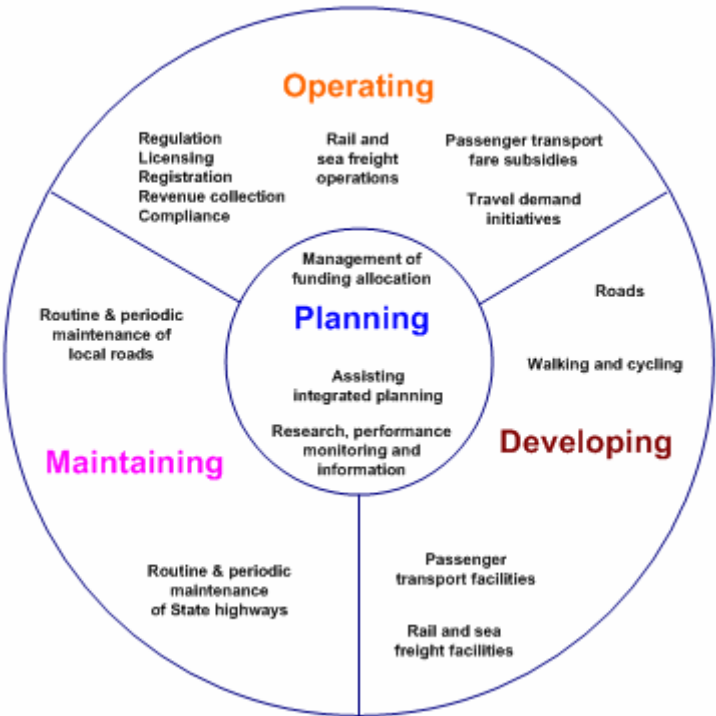 Operating
Regulation
Licensing
Registration
Revenue collection
Compliance
Rail and
sea freight
operations
Passenger transport
fare subsidies
Travel demand
initiatives
Management of
funding allocation
Planning
Assisting
integrated planning
Research, performance
monitoring and
information
Roads
Walking and cycling
Developing
Passenger
transport facilities
Rail and sea
freight facilities
Routine & periodic
maintenance of
local roads
Maintaining
Routine & periodic
maintenance
of State highways